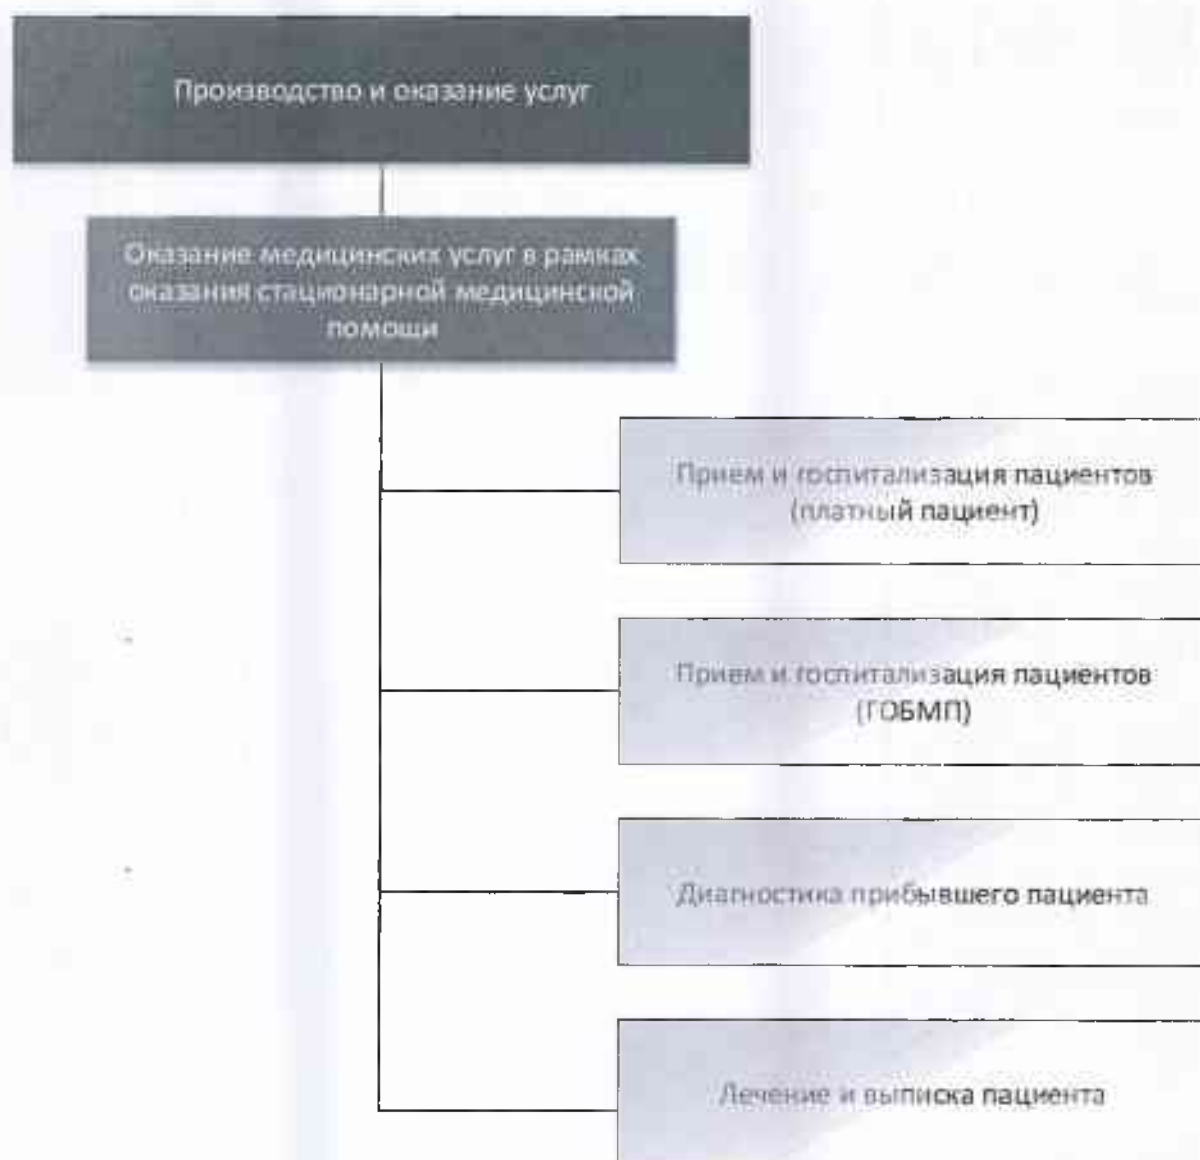 Производство и оказание услуг
Оказание медицинских услуг в рамках
оказания стационарной медицинской
помощи
Прием и госпитализация пациентов
(платный пациент)
Прием и госпитализация пациентов
(ГОБМП)
Диагностика прибывшего пациента
Лечение и выписка пациента